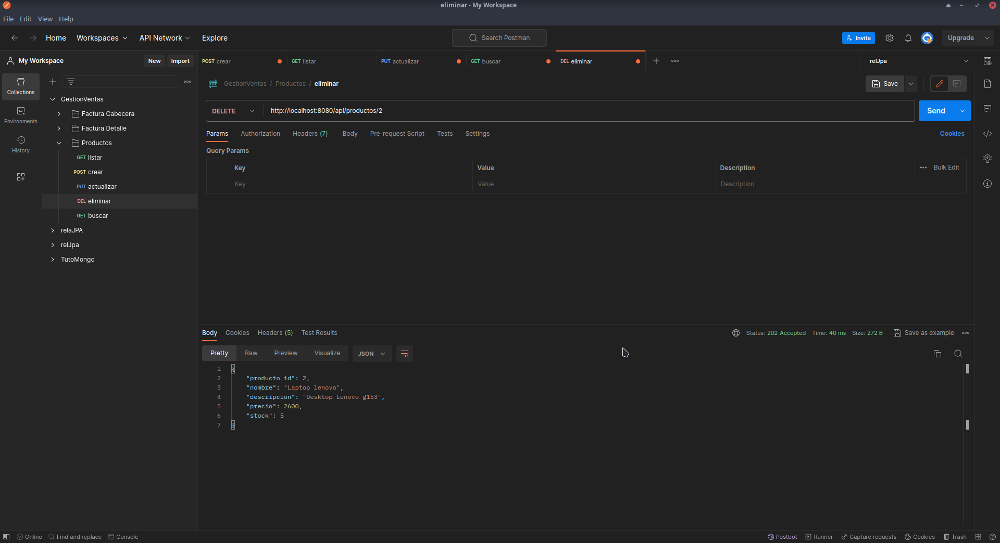 eliminar - My Workspace
File Edit View Help
Home Workspaces API Network Explore
Search Postman
Invite
Upgrade
My Workspace
New Import
POST crear
GET listar
PUT actualizar
GET buscar
DEL eliminar
relJpa
Collections
Environments
History
GestionVentas
Factura Cabecera
Factura Detalle
Productos
GET listar
POST crear
PUT actualizar
DEL eliminar
GET buscar
relaJPA
relJpa
TutoMongo
HTTP GestionVentas / Productos / eliminar
Save
DELETE http://localhost:8080/api/productos/2
Send
Params Authorization Headers (7) Body Pre-request Script Tests Settings
Cookies
Query Params
Key Value Description Bulk Edit
Key Value Description
Body Cookies Headers (5) Test Results
Status: 202 Accepted Time: 40 ms Size: 272 B Save as example
Pretty Raw Preview Visualize JSON
1 {
2 "producto_id": 2,
3 "nombre": "Laptop lenovo",
4 "descripcion": "Desktop Lenovo g153",
5 "precio": 2600,
6 "stock": 5
7 }
Online Find and replace Console
Postbot Runner Capture requests Cookies Trash